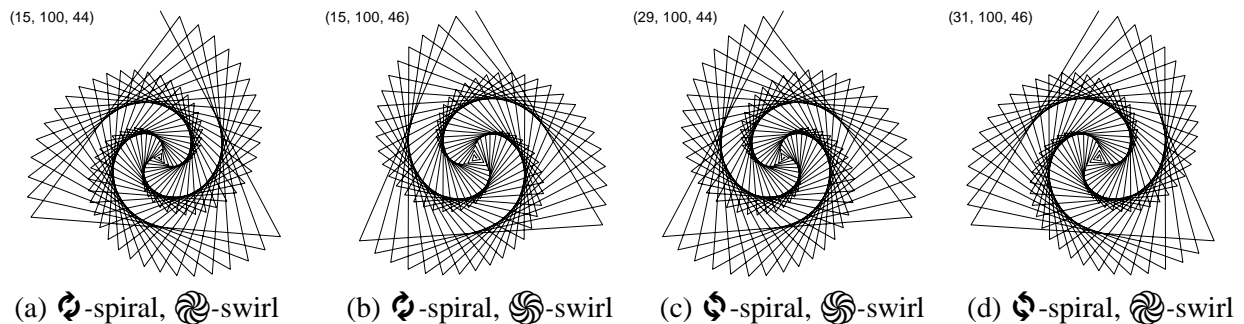 (15, 100, 44) (15, 100, 46) (29, 100, 44) (31, 100, 46)
(a) -spiral, -swirl (b) -spiral, -swirl (c) -spiral, -swirl (d) -spiral, -swirl